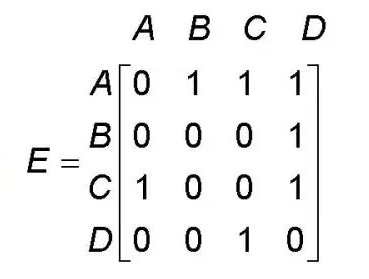 A B C D
A 0 1 1 1
B 0 0 0 1
E = 
C 1 0 0 1
D 0 0 1 0